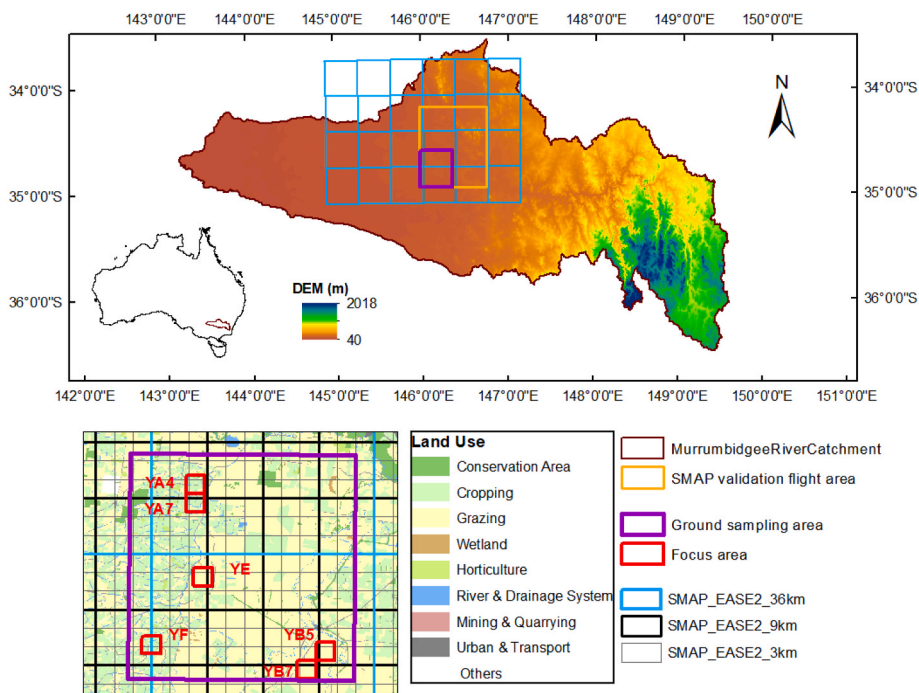 143°0'0"E 144°0'0"E 145°0'0"E 146°0'0"E 147°0'0"E 148°0'0"E 149°0'0"E 150°0'0"E
N
34°0'0"S 34°0'0"S
35°0'0"S 35°0'0"S
36°0'0"S 36°0'0"S
DEM (m)
2018
40
142°0'0"E 143°0'0"E 144°0'0"E 145°0'0"E 146°0'0"E 147°0'0"E 148°0'0"E 149°0'0"E 150°0'0"E 151°0'0"E
YA4
YA7
YE
YF
YB5
YB7
Land Use
Conservation Area
Cropping
Grazing
Wetland
Horticulture
River & Drainage System
Mining & Quarrying
Urban & Transport
Others
MurrumbidgeeRiverCatchment
SMAP validation flight area
Ground sampling area
Focus area
SMAP_EASE2_36km
SMAP_EASE2_9km
SMAP_EASE2_3km